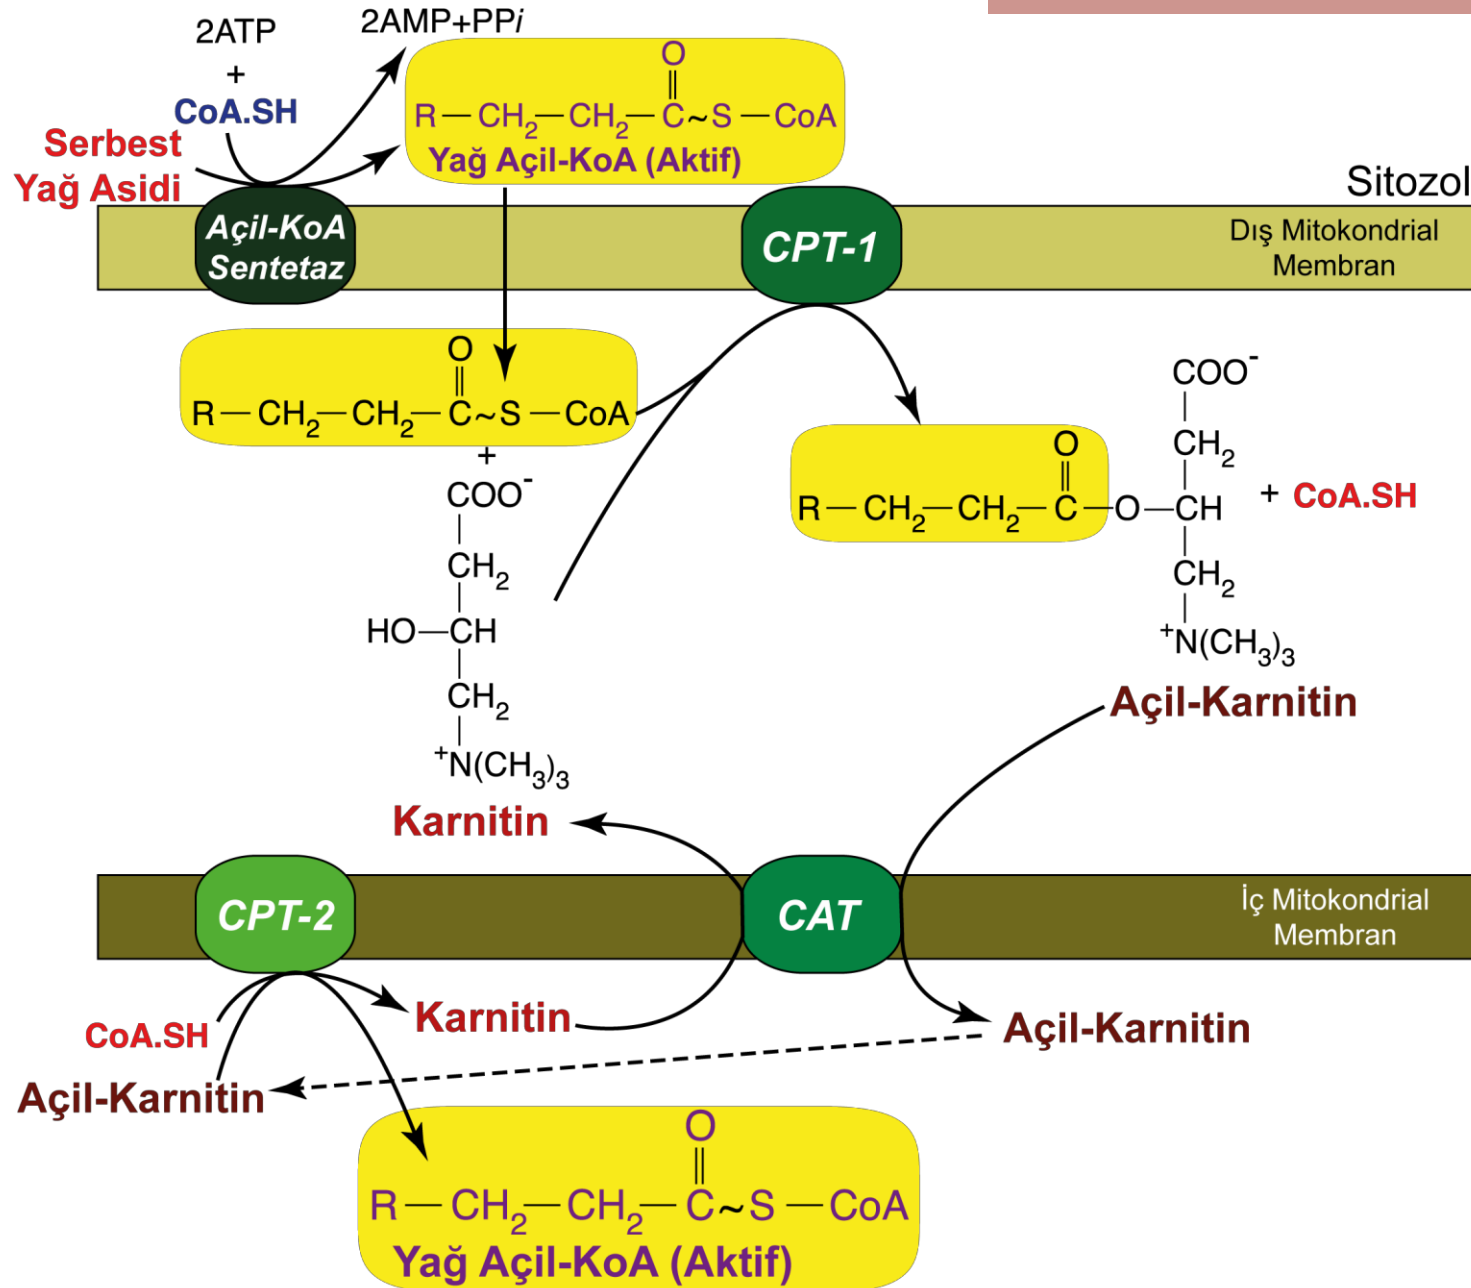 2ATP
+
CoA.SH
2AMP+PPi
Serbest
Yağ Asidi
O
R—CH₂—CH₂—C~S—CoA
Yağ Açil-KoA (Aktif)
Sitozol
Açil-KoA
Sentetaz
CPT-1
Dış Mitokondrial
Membran
O
R—CH₂—CH₂—C~S—CoA
+
COO⁻
CH₂
HO—CH
CH₂
⁺N(CH₃)₃
Karnitin
O
R—CH₂—CH₂—C—O—CH
COO⁻
CH₂
CH₂
⁺N(CH₃)₃
+ CoA.SH
Açil-Karnitin
CPT-2
CAT
İç Mitokondrial
Membran
CoA.SH
Karnitin
Açil-Karnitin
Açil-Karnitin
O
R—CH₂—CH₂—C~S—CoA
Yağ Açil-KoA (Aktif)